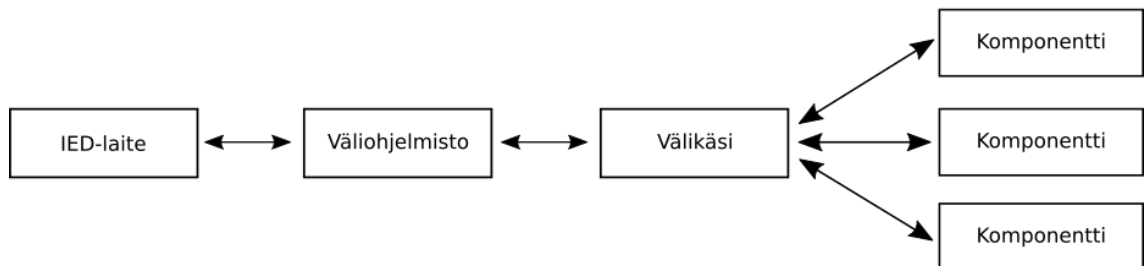 Komponentti
IED-laite
Väliohjelmisto
Välikäsi
Komponentti
Komponentti